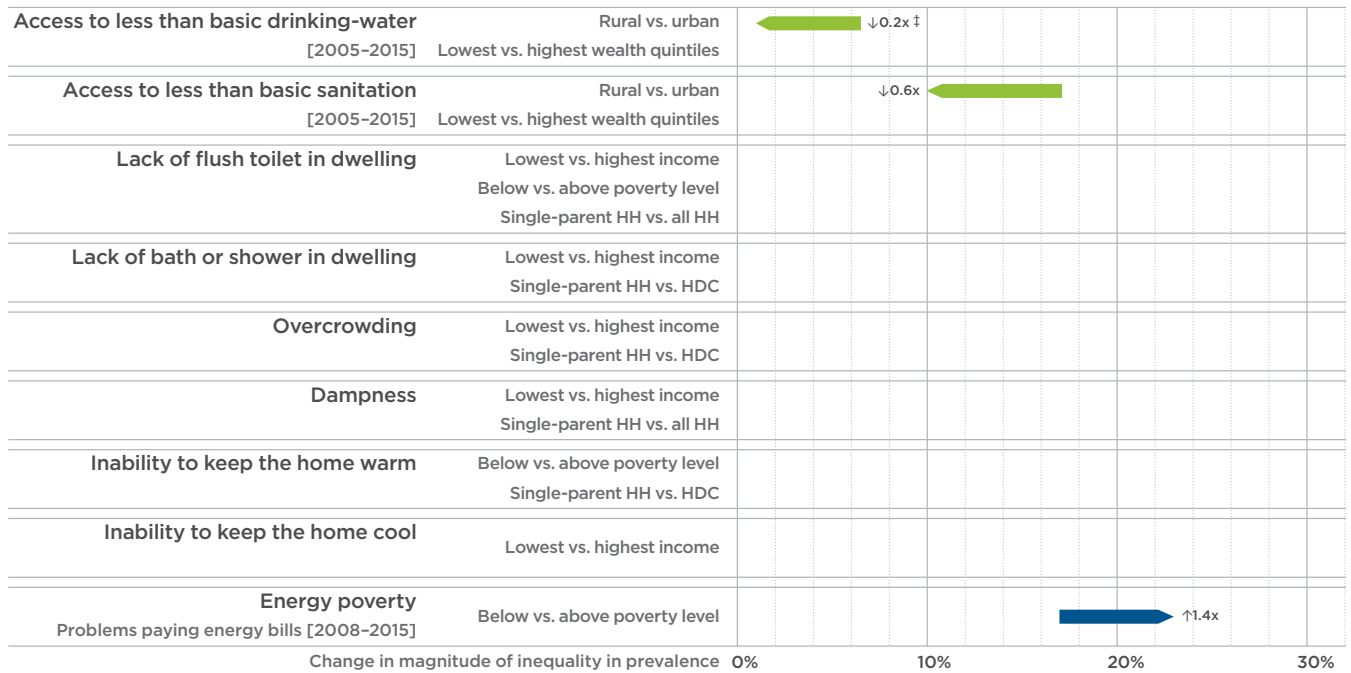 Access to less than basic drinking-water Rural vs. urban ↓0.2x ‡
[2005–2015] Lowest vs. highest wealth quintiles
Access to less than basic sanitation Rural vs. urban ↓0.6x
[2005–2015] Lowest vs. highest wealth quintiles
Lack of flush toilet in dwelling Lowest vs. highest income
Below vs. above poverty level
Single-parent HH vs. all HH
Lack of bath or shower in dwelling Lowest vs. highest income
Single-parent HH vs. HDC
Overcrowding Lowest vs. highest income
Single-parent HH vs. HDC
Dampness Lowest vs. highest income
Single-parent HH vs. all HH
Inability to keep the home warm Below vs. above poverty level
Single-parent HH vs. HDC
Inability to keep the home cool
Lowest vs. highest income
Energy poverty
Below vs. above poverty level ↑1.4x
Problems paying energy bills [2008–2015]
Change in magnitude of inequality in prevalence 0% 10% 20% 30%